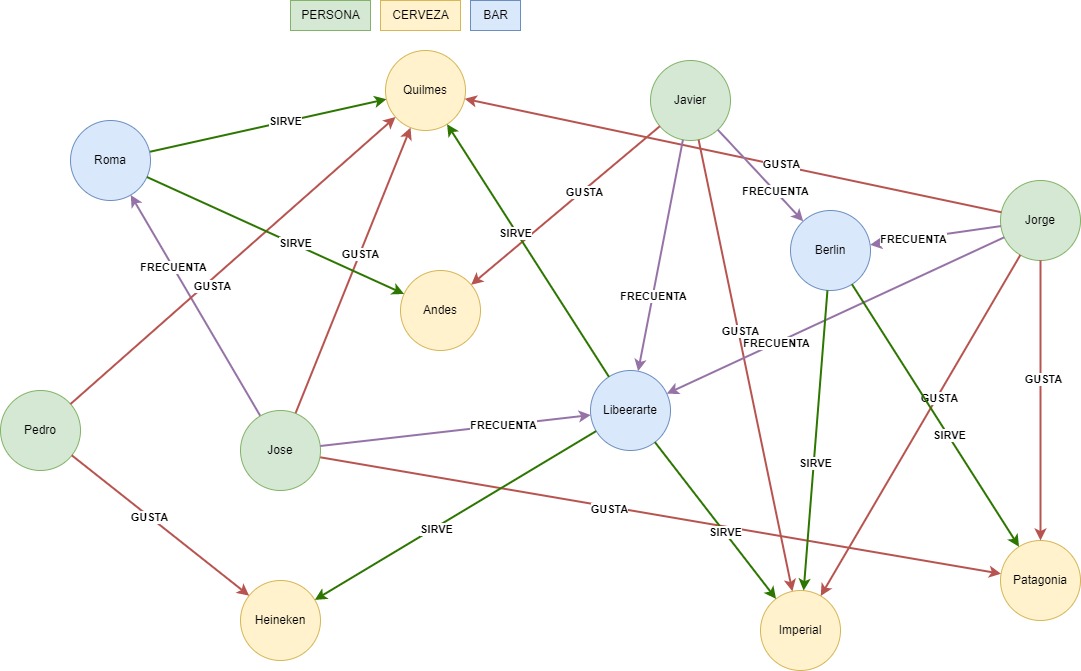 PERSONA
CERVEZA
BAR
Quilmes
Javier
SIRVE
Roma
GUSTA
GUSTA
FRECUENTA
Jorge
FRECUENTA
SIRVE
SIRVE
Berlin
GUSTA
FRECUENTA
GUSTA
FRECUENTA
Andes
GUSTA
FRECUENTA
GUSTA
GUSTA
Libeerarte
FRECUENTA
Pedro
SIRVE
Jose
SIRVE
GUSTA
GUSTA
SIRVE
SIRVE
Patagonia
Heineken
Imperial